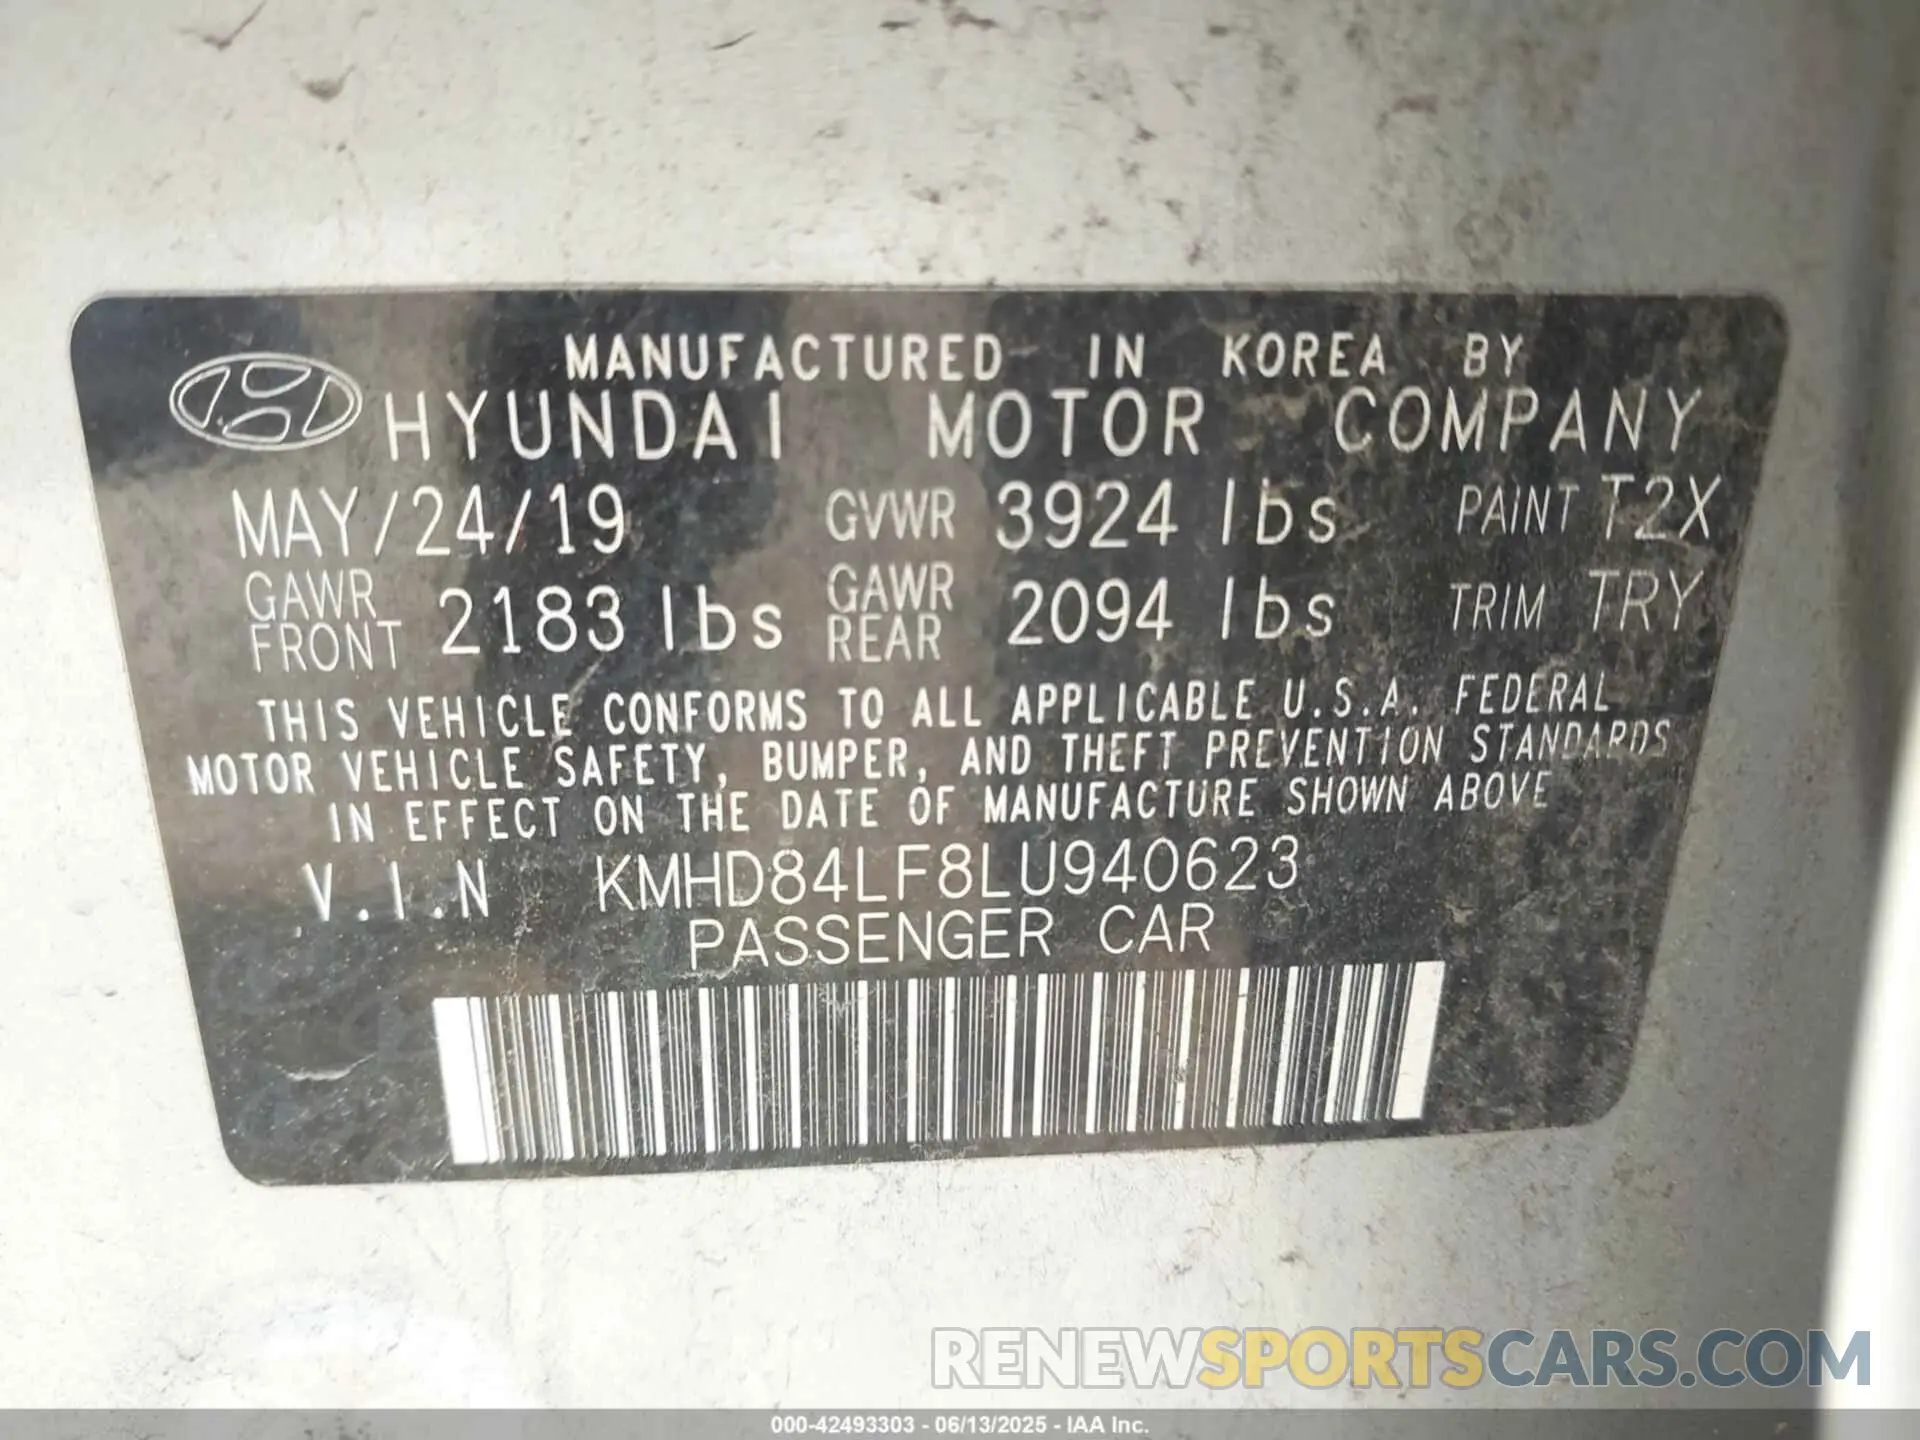 MANUFACTURED IN KOREA BY
HYUNDAI MOTOR COMPANY
MAY/24/19 GVWR 3924 lbs PAINT T2X
GAWR FRONT 2183 lbs GAWR REAR 2094 lbs TRIM TRY
THIS VEHICLE CONFORMS TO ALL APPLICABLE U.S.A. FEDERAL
MOTOR VEHICLE SAFETY, BUMPER, AND THEFT PREVENTION STANDARDS
IN EFFECT ON THE DATE OF MANUFACTURE SHOWN ABOVE
V.I.N KMHD84LF8LU940623
PASSENGER CAR
RENEWSPORTSCARS.COM
000-42493303 - 06/13/2025 - IAA Inc.